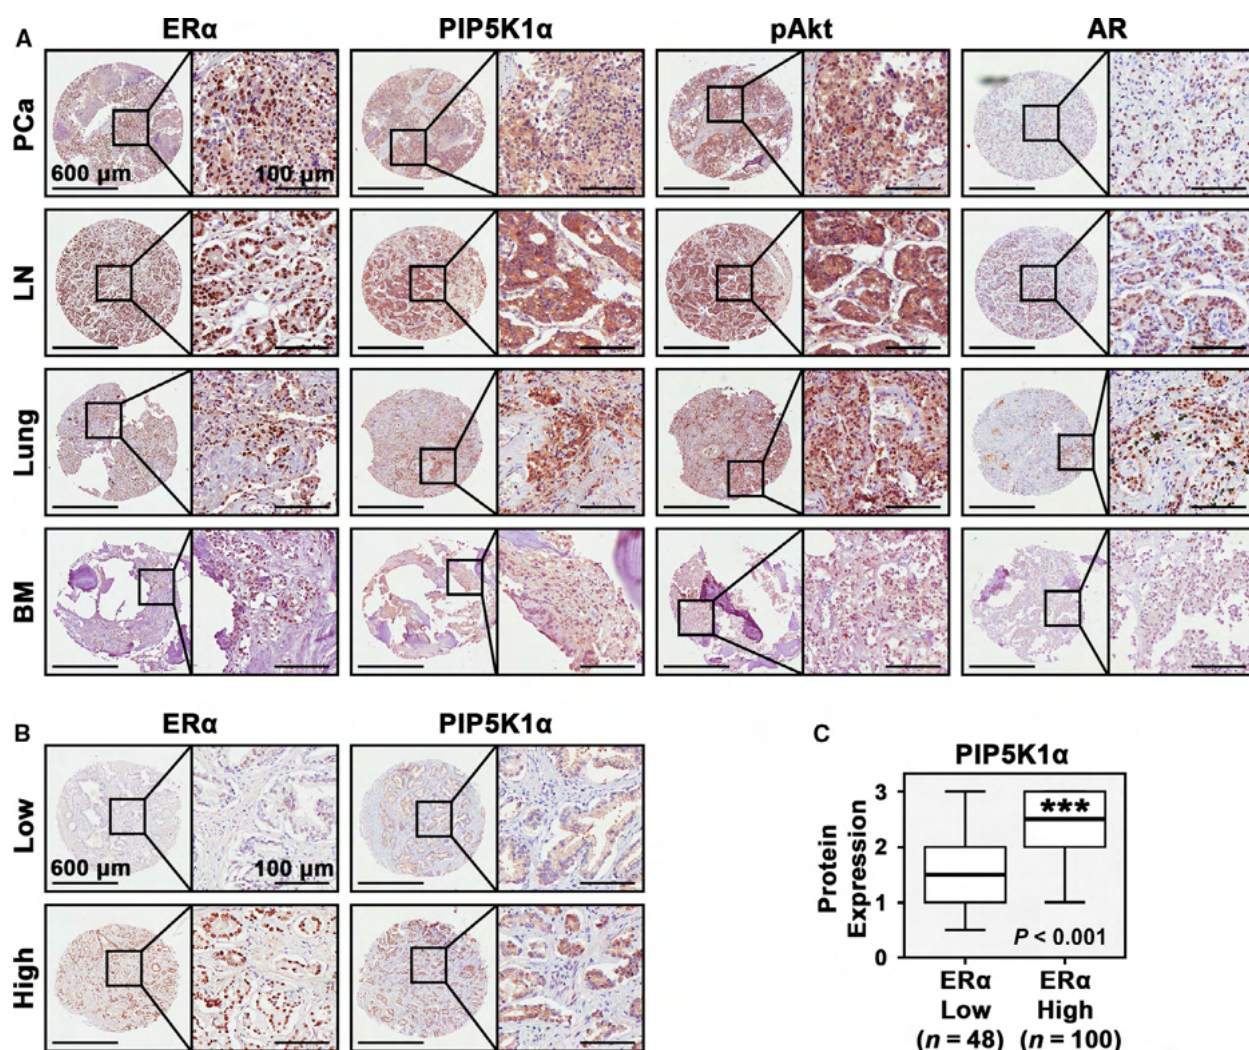 A
ERα PIP5K1α pAkt AR
PCa
600 µm 100 µm
LN
Lung
BM
B
ERα PIP5K1α
Low
600 µm 100 µm
High
C
PIP5K1α
Protein
Expression
3
2
1
0
***
P < 0.001
ERα ERα
Low High
(n = 48) (n = 100)